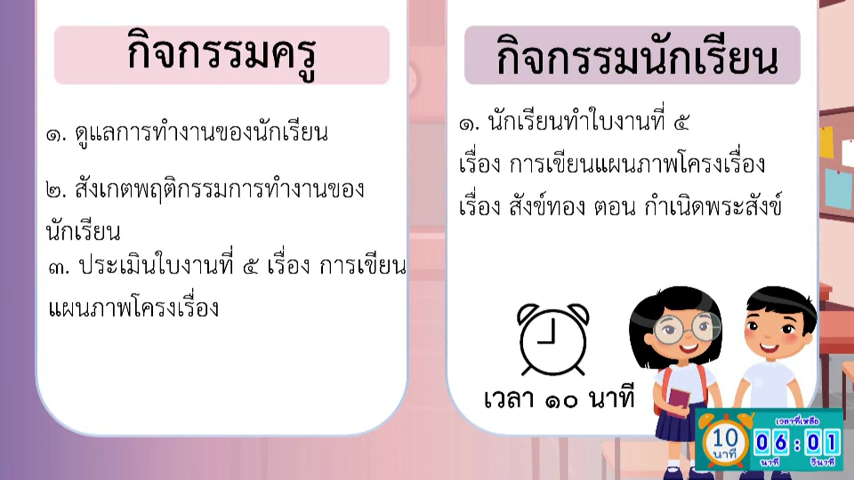 กิจกรรมครู
๑. ดูแลการทำงานของนักเรียน
๒. สังเกตพฤติกรรมการทำงานของ
นักเรียน
๓. ประเมินใบงานที่ ๕ เรื่อง การเขียน
แผนภาพโครงเรื่อง
กิจกรรมนักเรียน
๑. นักเรียนทำใบงานที่ ๕
เรื่อง การเขียนแผนภาพโครงเรื่อง
เรื่อง สังข์ทอง ตอน กำเนิดพระสังข์
เวลา ๑๐ นาที
10
นาที
เวลาที่เหลือ
06:01
นาที วินาที